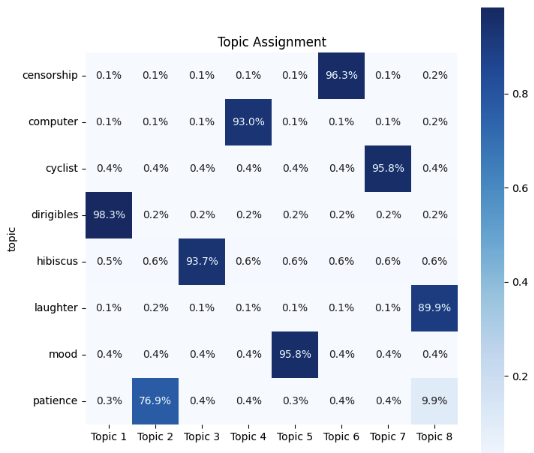 Topic Assignment
censorship 0.1% 0.1% 0.1% 0.1% 0.1% 96.3% 0.1% 0.2%
computer 0.1% 0.1% 0.1% 93.0% 0.1% 0.1% 0.1% 0.2%
cyclist 0.4% 0.4% 0.4% 0.4% 0.4% 0.4% 95.8% 0.4%
dirigibles 98.3% 0.2% 0.2% 0.2% 0.2% 0.2% 0.2% 0.2%
hibiscus 0.5% 0.6% 93.7% 0.6% 0.6% 0.6% 0.6% 0.6%
laughter 0.1% 0.2% 0.1% 0.1% 0.1% 0.1% 0.1% 89.9%
mood 0.4% 0.4% 0.4% 0.4% 95.8% 0.4% 0.4% 0.4%
patience 0.3% 76.9% 0.4% 0.4% 0.3% 0.4% 0.4% 9.9%
Topic 1 Topic 2 Topic 3 Topic 4 Topic 5 Topic 6 Topic 7 Topic 8
topic
0.8
0.6
0.4
0.2